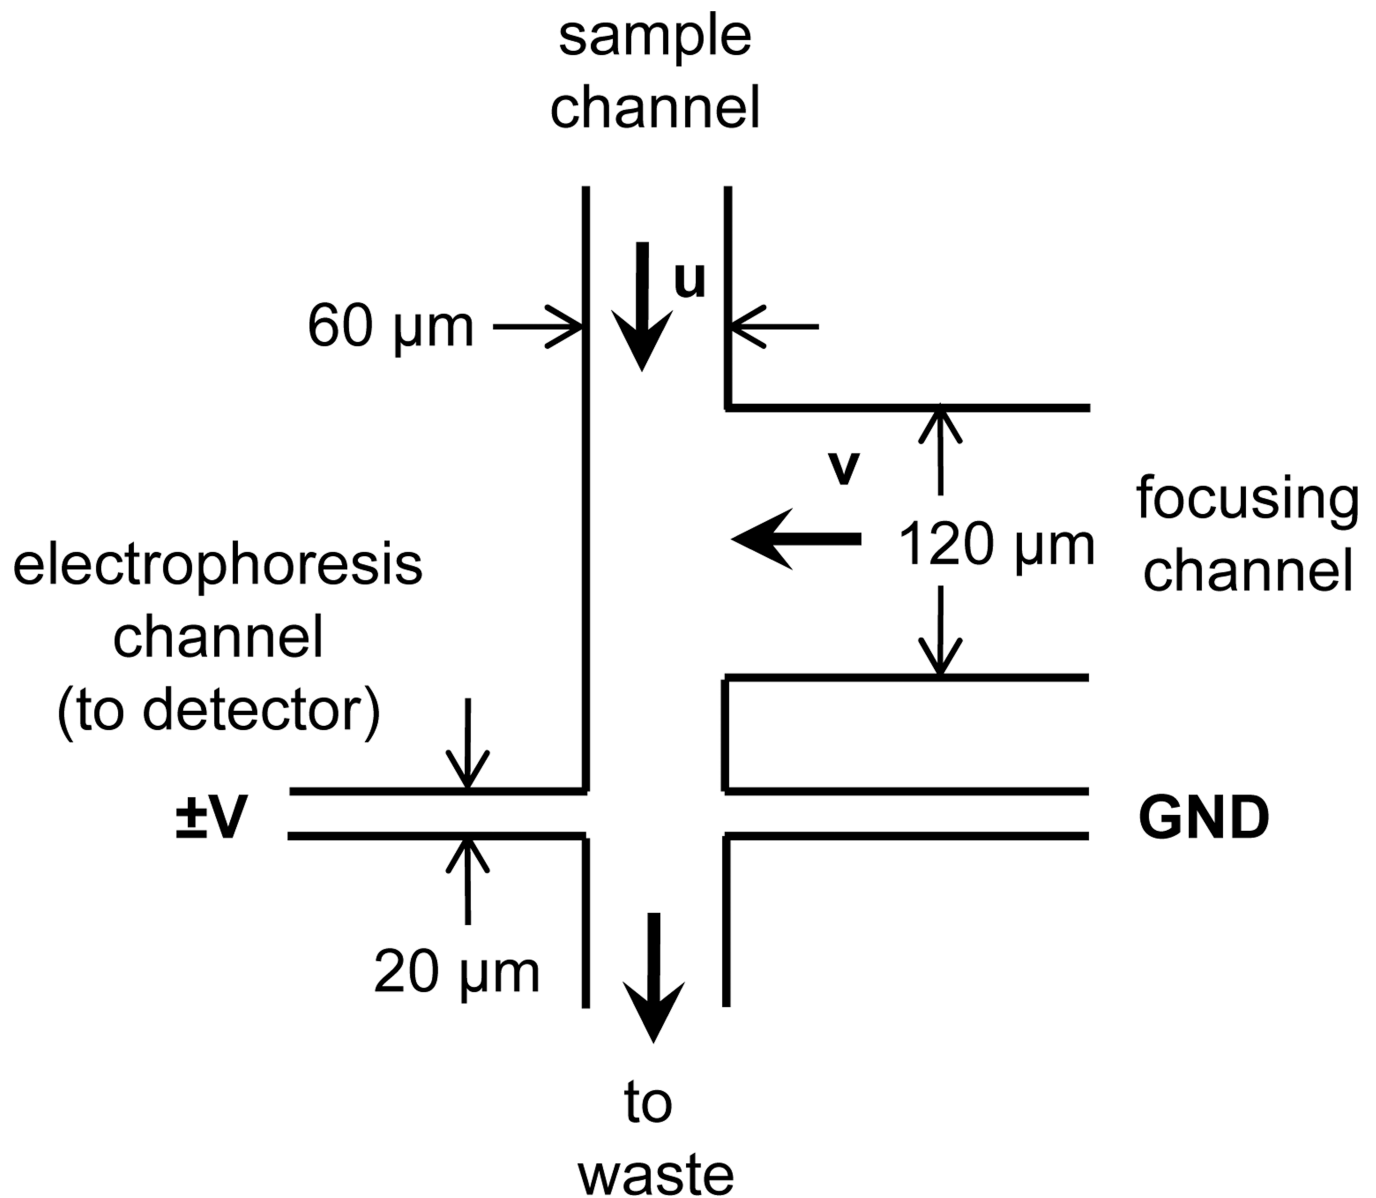 sample
channel
u
60 µm
v
focusing
channel
120 µm
electrophoresis
channel
(to detector)
±V
GND
20 µm
to
waste